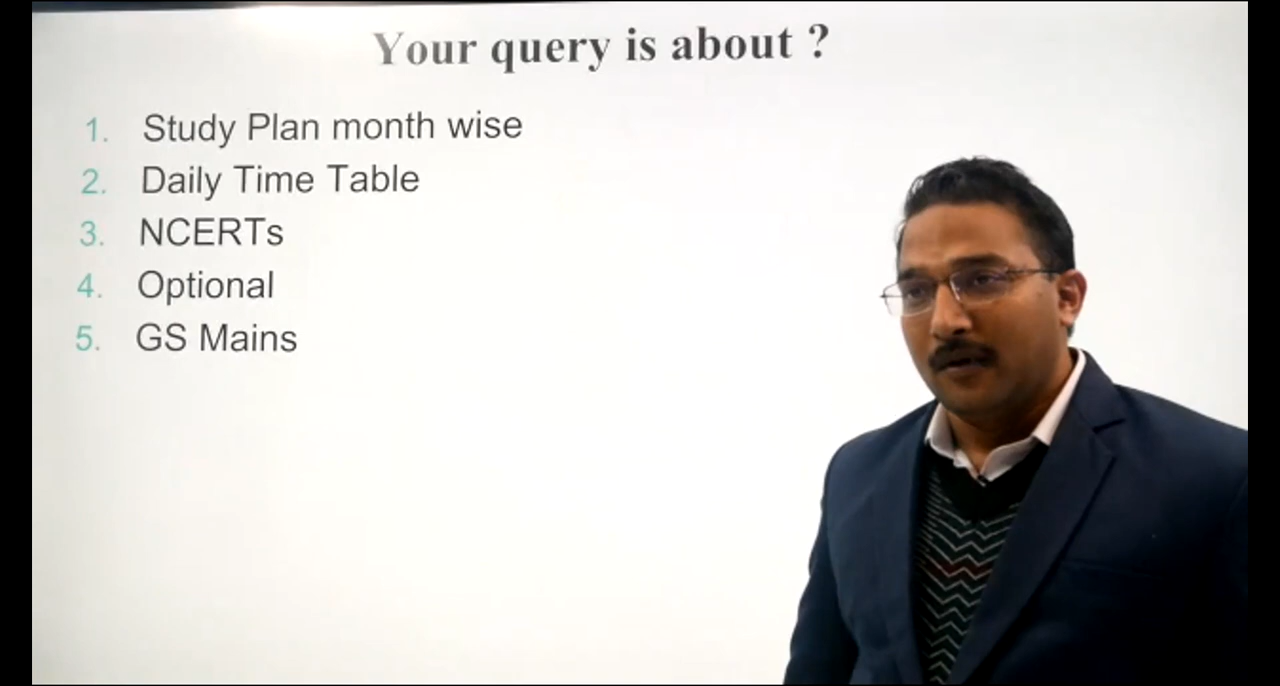 Your query is about ?
1. Study Plan month wise
2. Daily Time Table
3. NCERTs
4. Optional
5. GS Mains